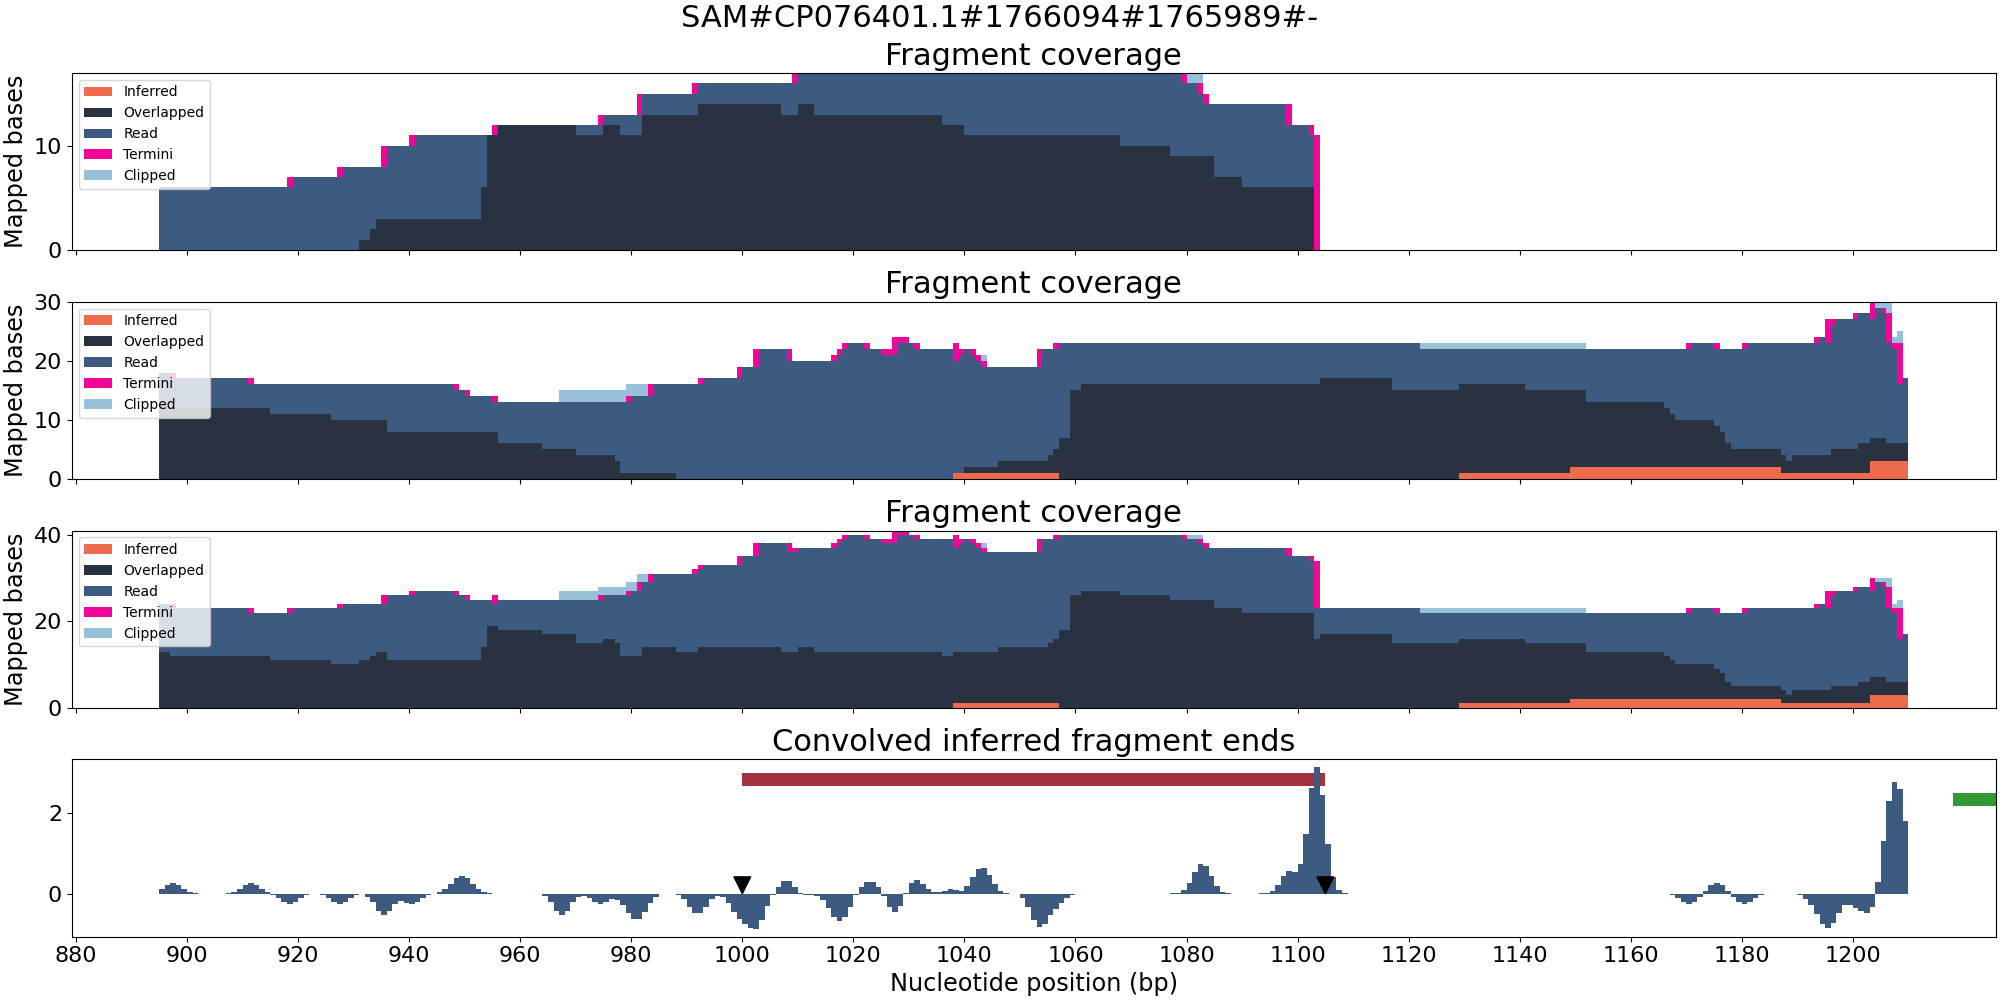 SAM#CP076401.1#1766094#1765989#-
Fragment coverage
Mapped bases
10
0
Inferred
Overlapped
Read
Termini
Clipped
Fragment coverage
Mapped bases
30
20
10
0
Inferred
Overlapped
Read
Termini
Clipped
Fragment coverage
Mapped bases
40
20
0
Inferred
Overlapped
Read
Termini
Clipped
Convolved inferred fragment ends
2
0
880 900 920 940 960 980 1000 1020 1040 1060 1080 1100 1120 1140 1160 1180 1200
Nucleotide position (bp)